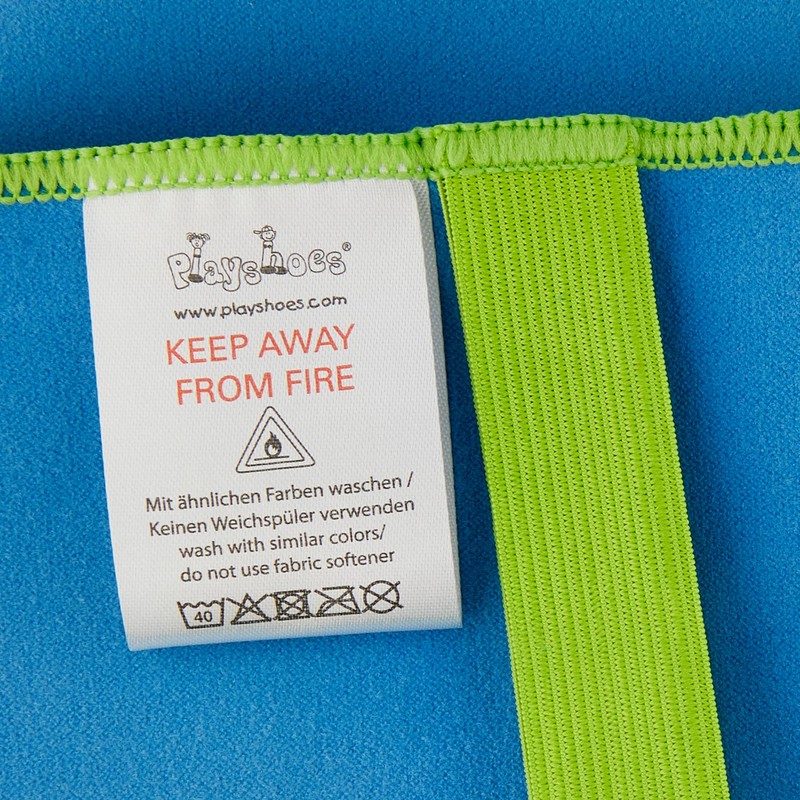 Playshoes®
www.playshoes.com
KEEP AWAY
FROM FIRE
Mit ähnlichen Farben waschen /
Keinen Weichspüler verwenden
wash with similar colors/
do not use fabric softener
40